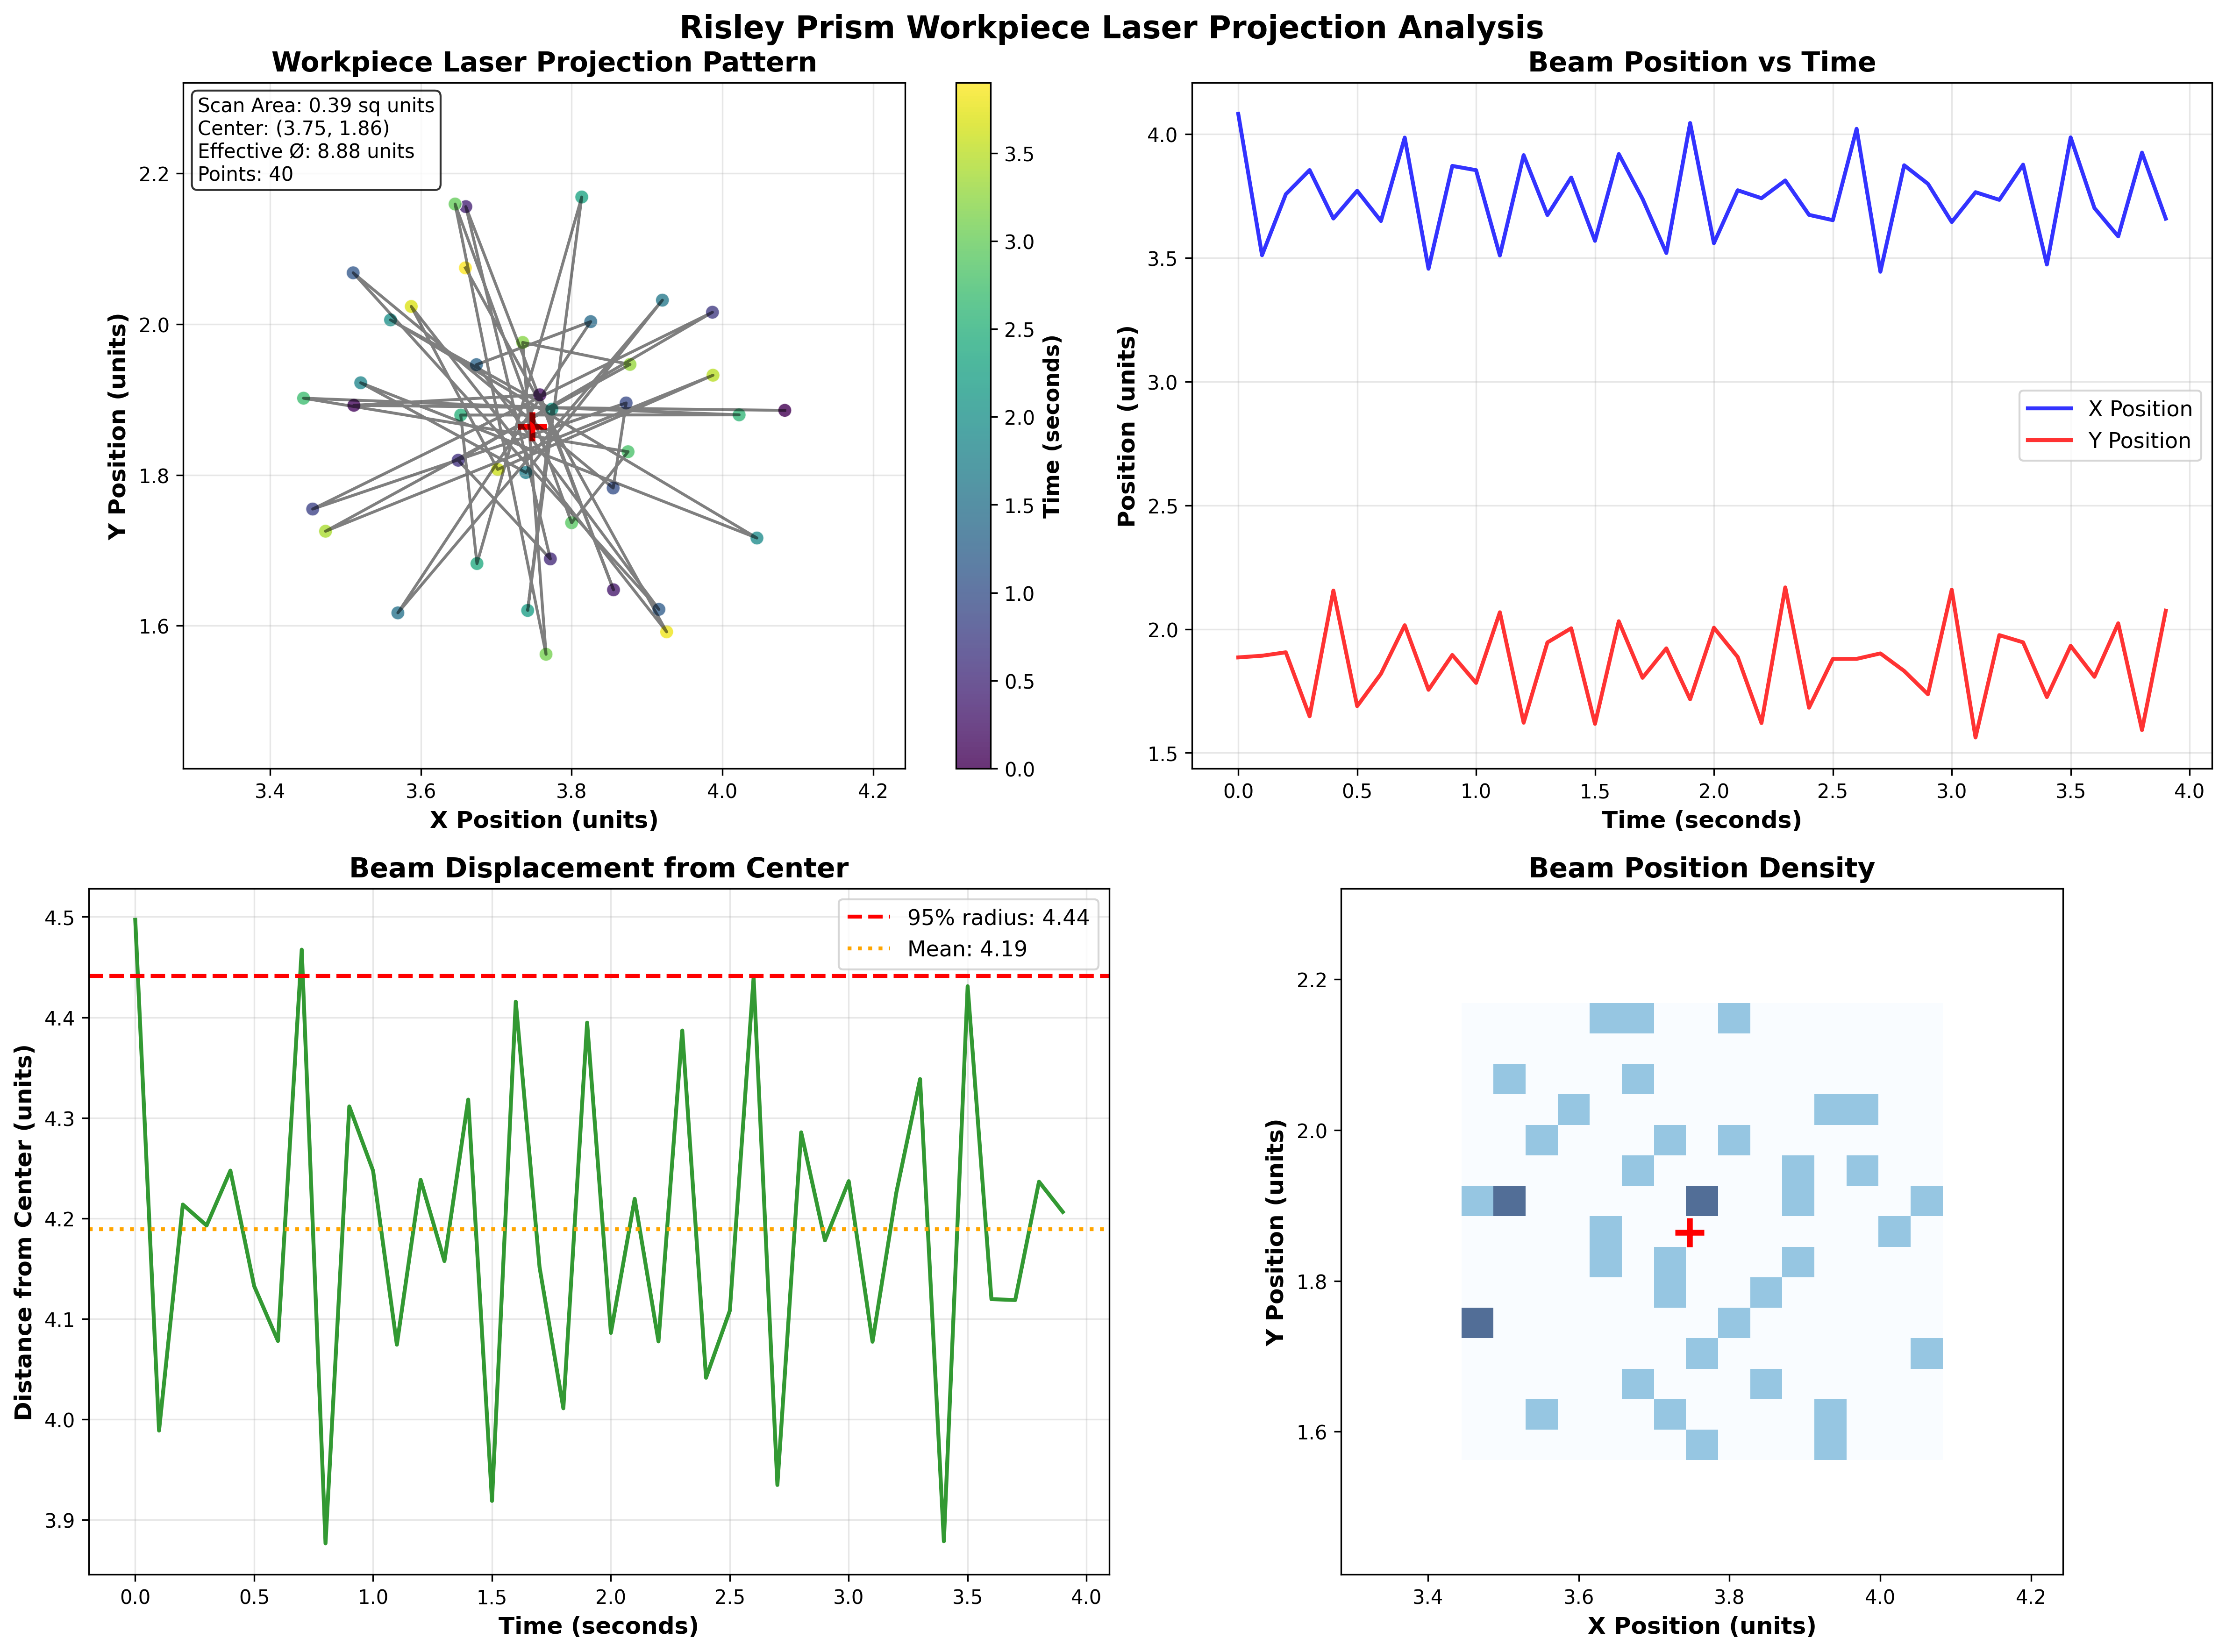 Risley Prism Workpiece Laser Projection Analysis
Workpiece Laser Projection Pattern
Scan Area: 0.39 sq units
Center: (3.75, 1.86)
Effective Ø: 8.88 units
Points: 40
Y Position (units)
2.2
2.0
1.8
1.6
3.4 3.6 3.8 4.0 4.2
X Position (units)
3.5
3.0
2.5
2.0
1.5
1.0
0.5
0.0
Time (seconds)
Beam Position vs Time
Position (units)
4.0
3.5
3.0
2.5
2.0
1.5
X Position
Y Position
0.0 0.5 1.0 1.5 2.0 2.5 3.0 3.5 4.0
Time (seconds)
Beam Displacement from Center
Distance from Center (units)
4.5
4.4
4.3
4.2
4.1
4.0
3.9
95% radius: 4.44
Mean: 4.19
0.0 0.5 1.0 1.5 2.0 2.5 3.0 3.5 4.0
Time (seconds)
Beam Position Density
Y Position (units)
2.2
2.0
1.8
1.6
3.4 3.6 3.8 4.0 4.2
X Position (units)